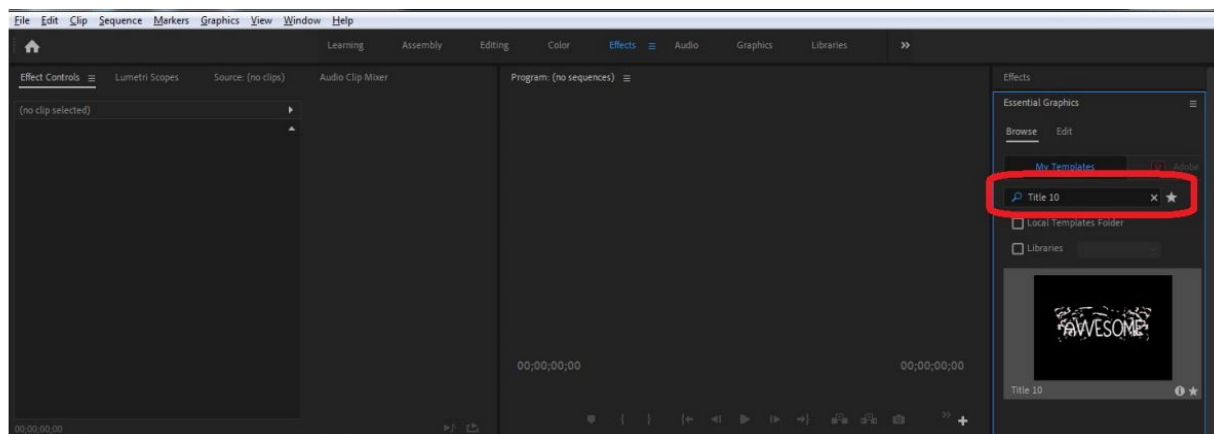 File Edit Clip Sequence Markers Graphics View Window Help
Learning Assembly Editing Color Effects Audio Graphics Libraries
Effect Controls Lumetri Scopes Source: (no clips) Audio Clip Mixer
Program: (no sequences)
Effects
(no clip selected)
Essential Graphics
Browse Edit
My Templates Adobe
Title 10
Local Templates Folder
Libraries
AWESOME
Title 10
00;00;00;00 00;00;00;00
00;00;00;00